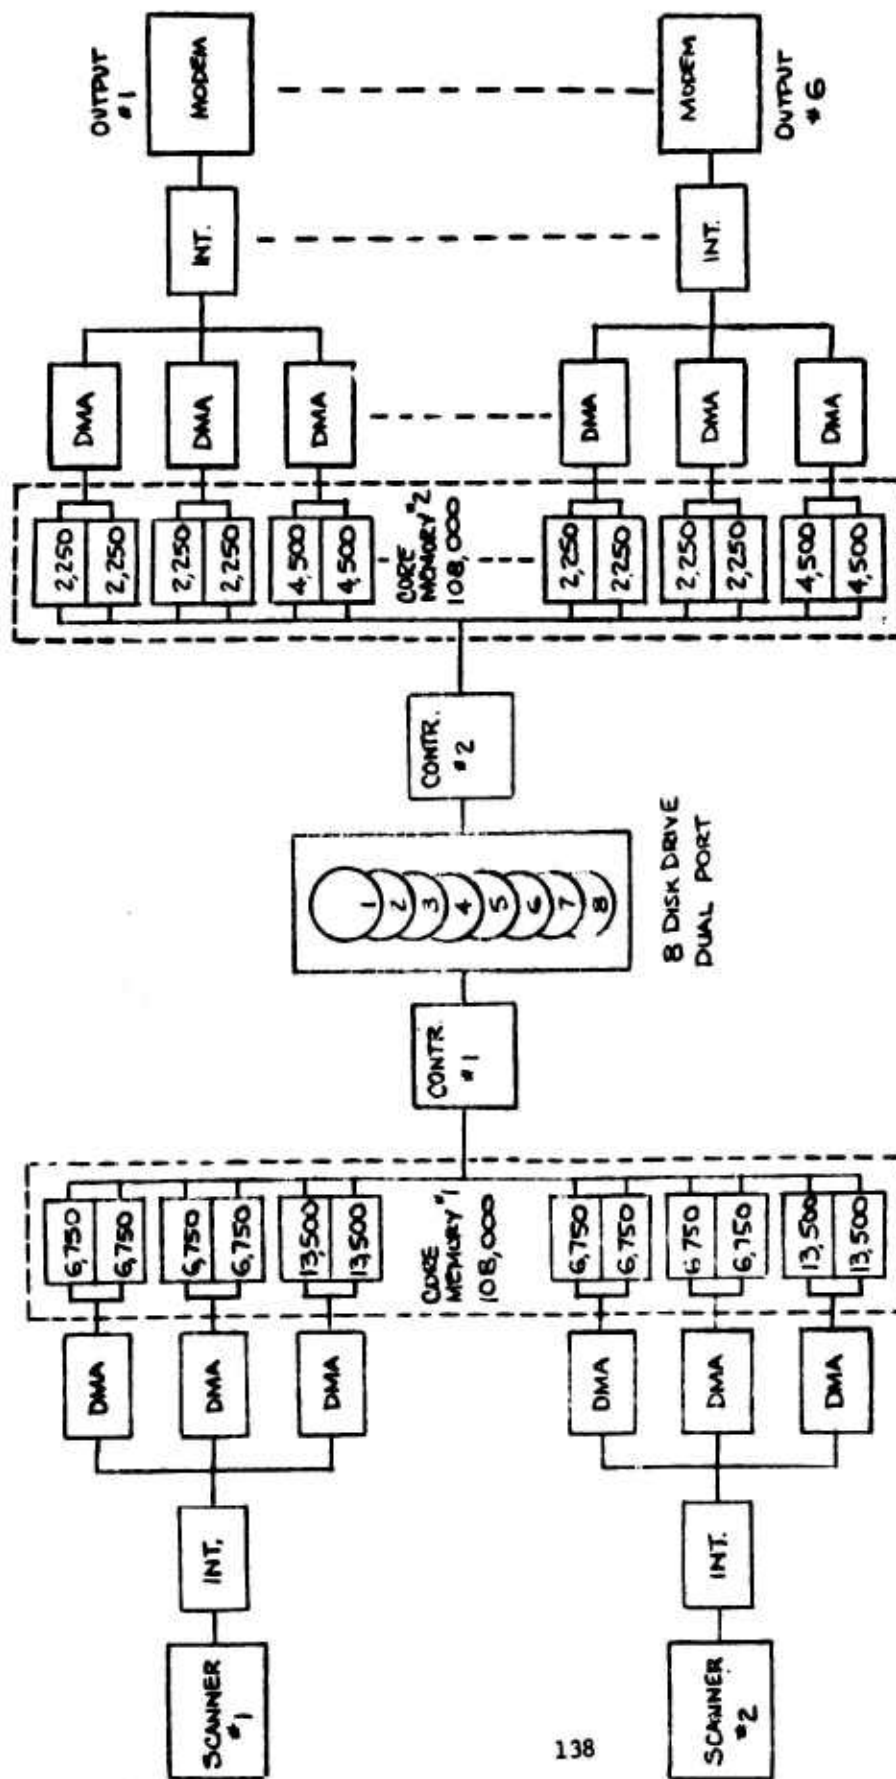 SCANNER
#1
INT.
DMA
DMA
DMA
6,750
6,750
6,750
6,750
13,500
13,500
CORE
MEMORY #1
108,000
SCANNER
#2
INT.
DMA
DMA
DMA
6,750
6,750
6 750
6,750
13,500
13,500
CONTR.
#1
1
2
3
4
5
6
7
8
8 DISK DRIVE
DUAL PORT
CONTR.
#2
2,250
2,250
2,250
2,250
4,500
4,500
CORE
MEMORY #2
108,000
2,250
2,250
2,250
2,250
4,500
4,500
DMA
DMA
DMA
INT.
OUTPUT
#1
MODEM
DMA
DMA
DMA
INT.
MODEM
OUTPUT
#6
138